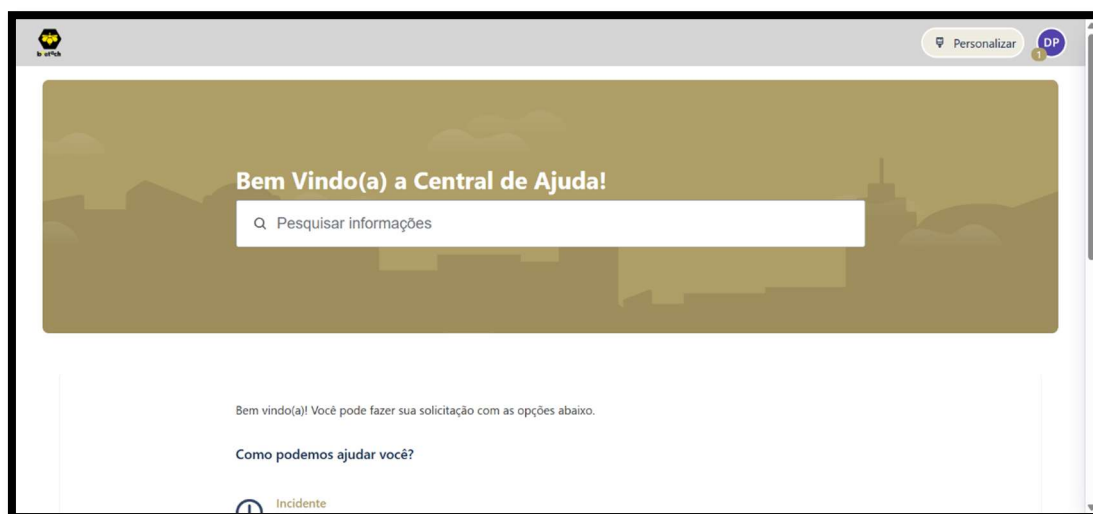 Personalizar
DP
1
Bem Vindo(a) a Central de Ajuda!
Pesquisar informações
Bem vindo(a)! Você pode fazer sua solicitação com as opções abaixo.
Como podemos ajudar você?
Incidente